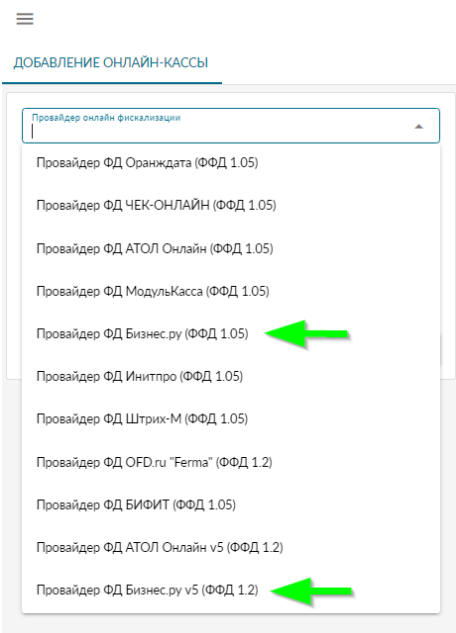 ДОБАВЛЕНИЕ ОНЛАЙН-КАССЫ
Провайдер онлайн фискализации
Провайдер ФД Оранждата (ФФД 1.05)
Провайдер ФД ЧЕК-ОНЛАЙН (ФФД 1.05)
Провайдер ФД АТОЛ Онлайн (ФФД 1.05)
Провайдер ФД МодульКасса (ФФД 1.05)
Провайдер ФД Бизнес.ру (ФФД 1.05)
Провайдер ФД Инитпро (ФФД 1.05)
Провайдер ФД Штрих-М (ФФД 1.05)
Провайдер ФД OFD.ru "Ferma" (ФФД 1.2)
Провайдер ФД БИФИТ (ФФД 1.05)
Провайдер ФД АТОЛ Онлайн v5 (ФФД 1.2)
Провайдер ФД Бизнес.ру v5 (ФФД 1.2)